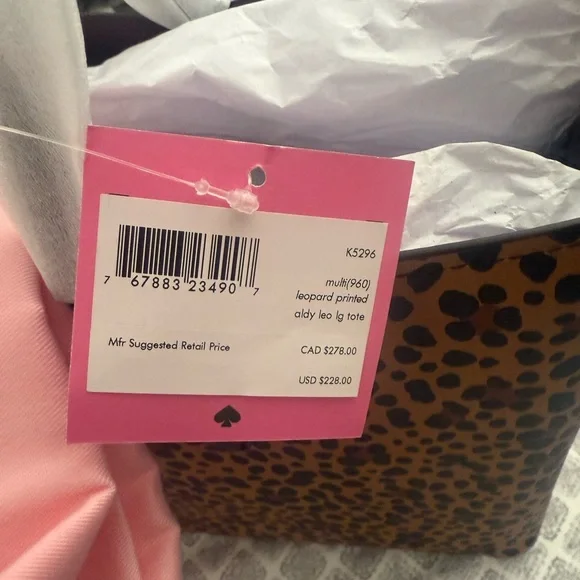 K5296
7 67883 23490 7
multi(960)
leopard printed
aldy leo lg tote
Mfr Suggested Retail Price
CAD $278.00
USD $228.00